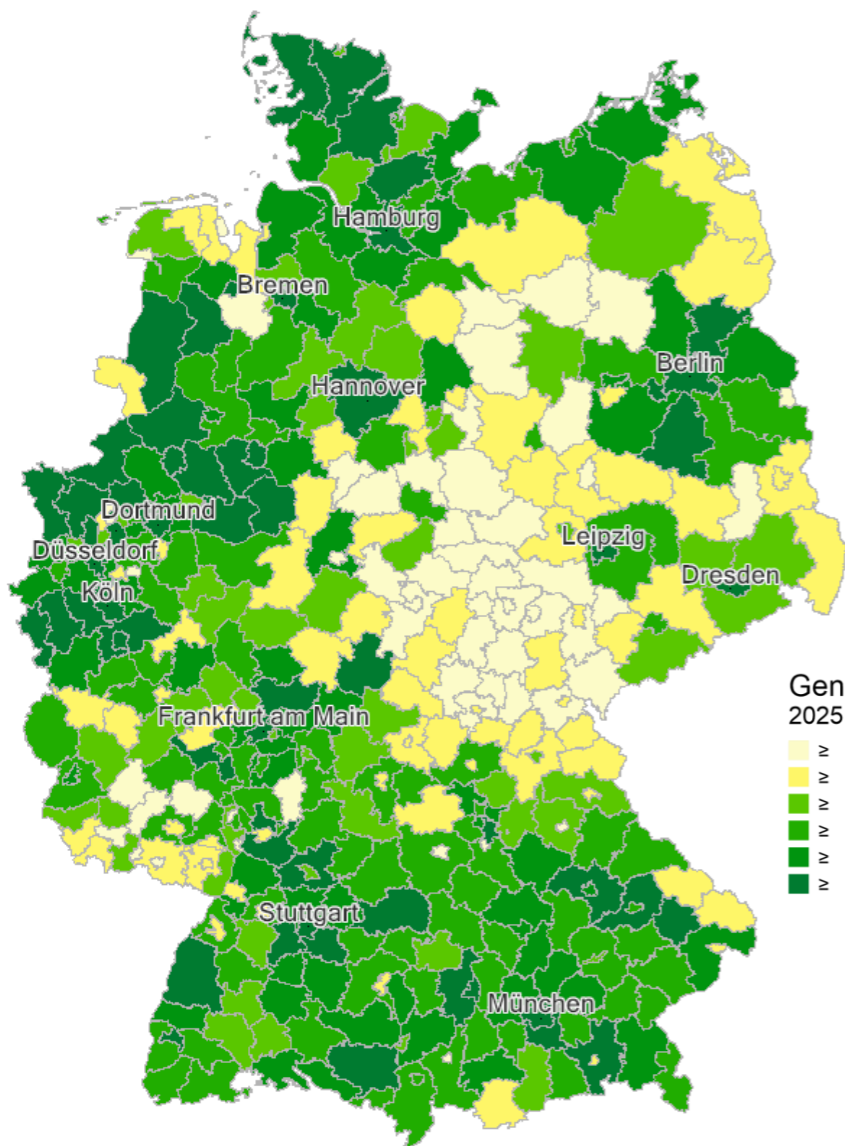 Hamburg
Bremen
Berlin
Hannover
Dortmund
Leipzig
Düsseldorf
Dresden
Köln
Gen
2025
Frankfurt am Main
≥
≥
≥
≥
≥
≥
Stuttgart
München